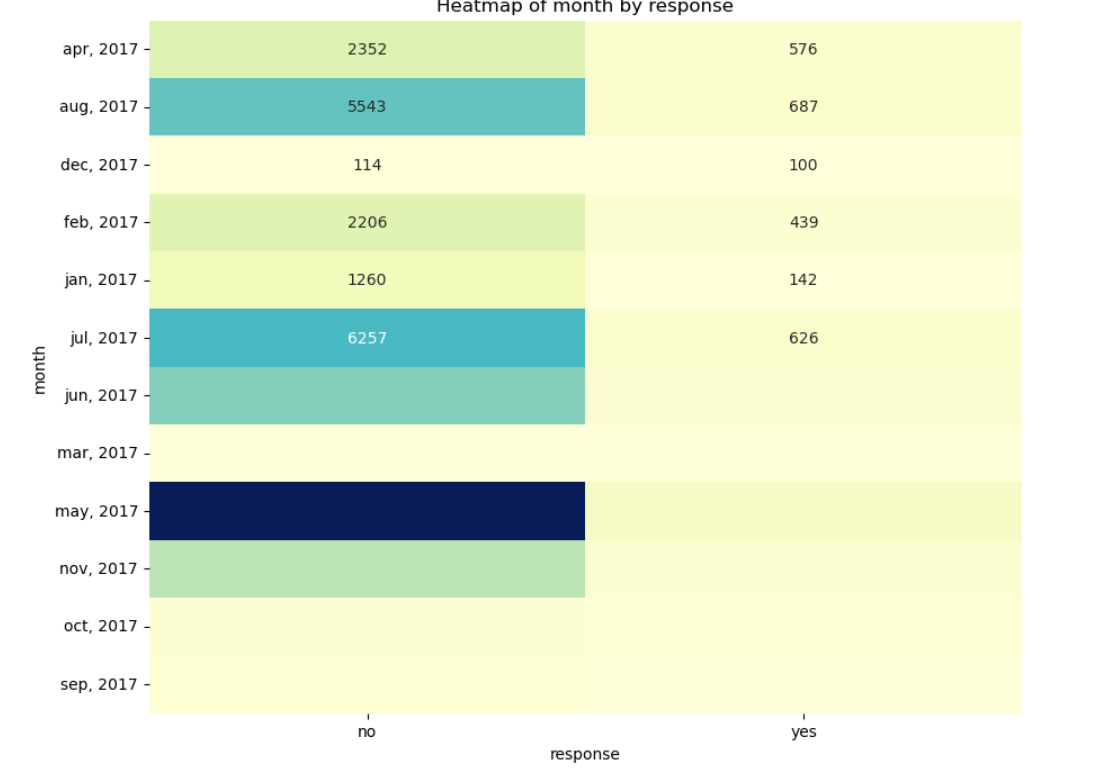 Heatmap of month by response
apr, 2017 2352 576
aug, 2017 5543 687
dec, 2017 114 100
feb, 2017 2206 439
jan, 2017 1260 142
jul, 2017 6257 626
jun, 2017
mar, 2017
may, 2017
nov, 2017
oct, 2017
sep, 2017
month
no yes
response